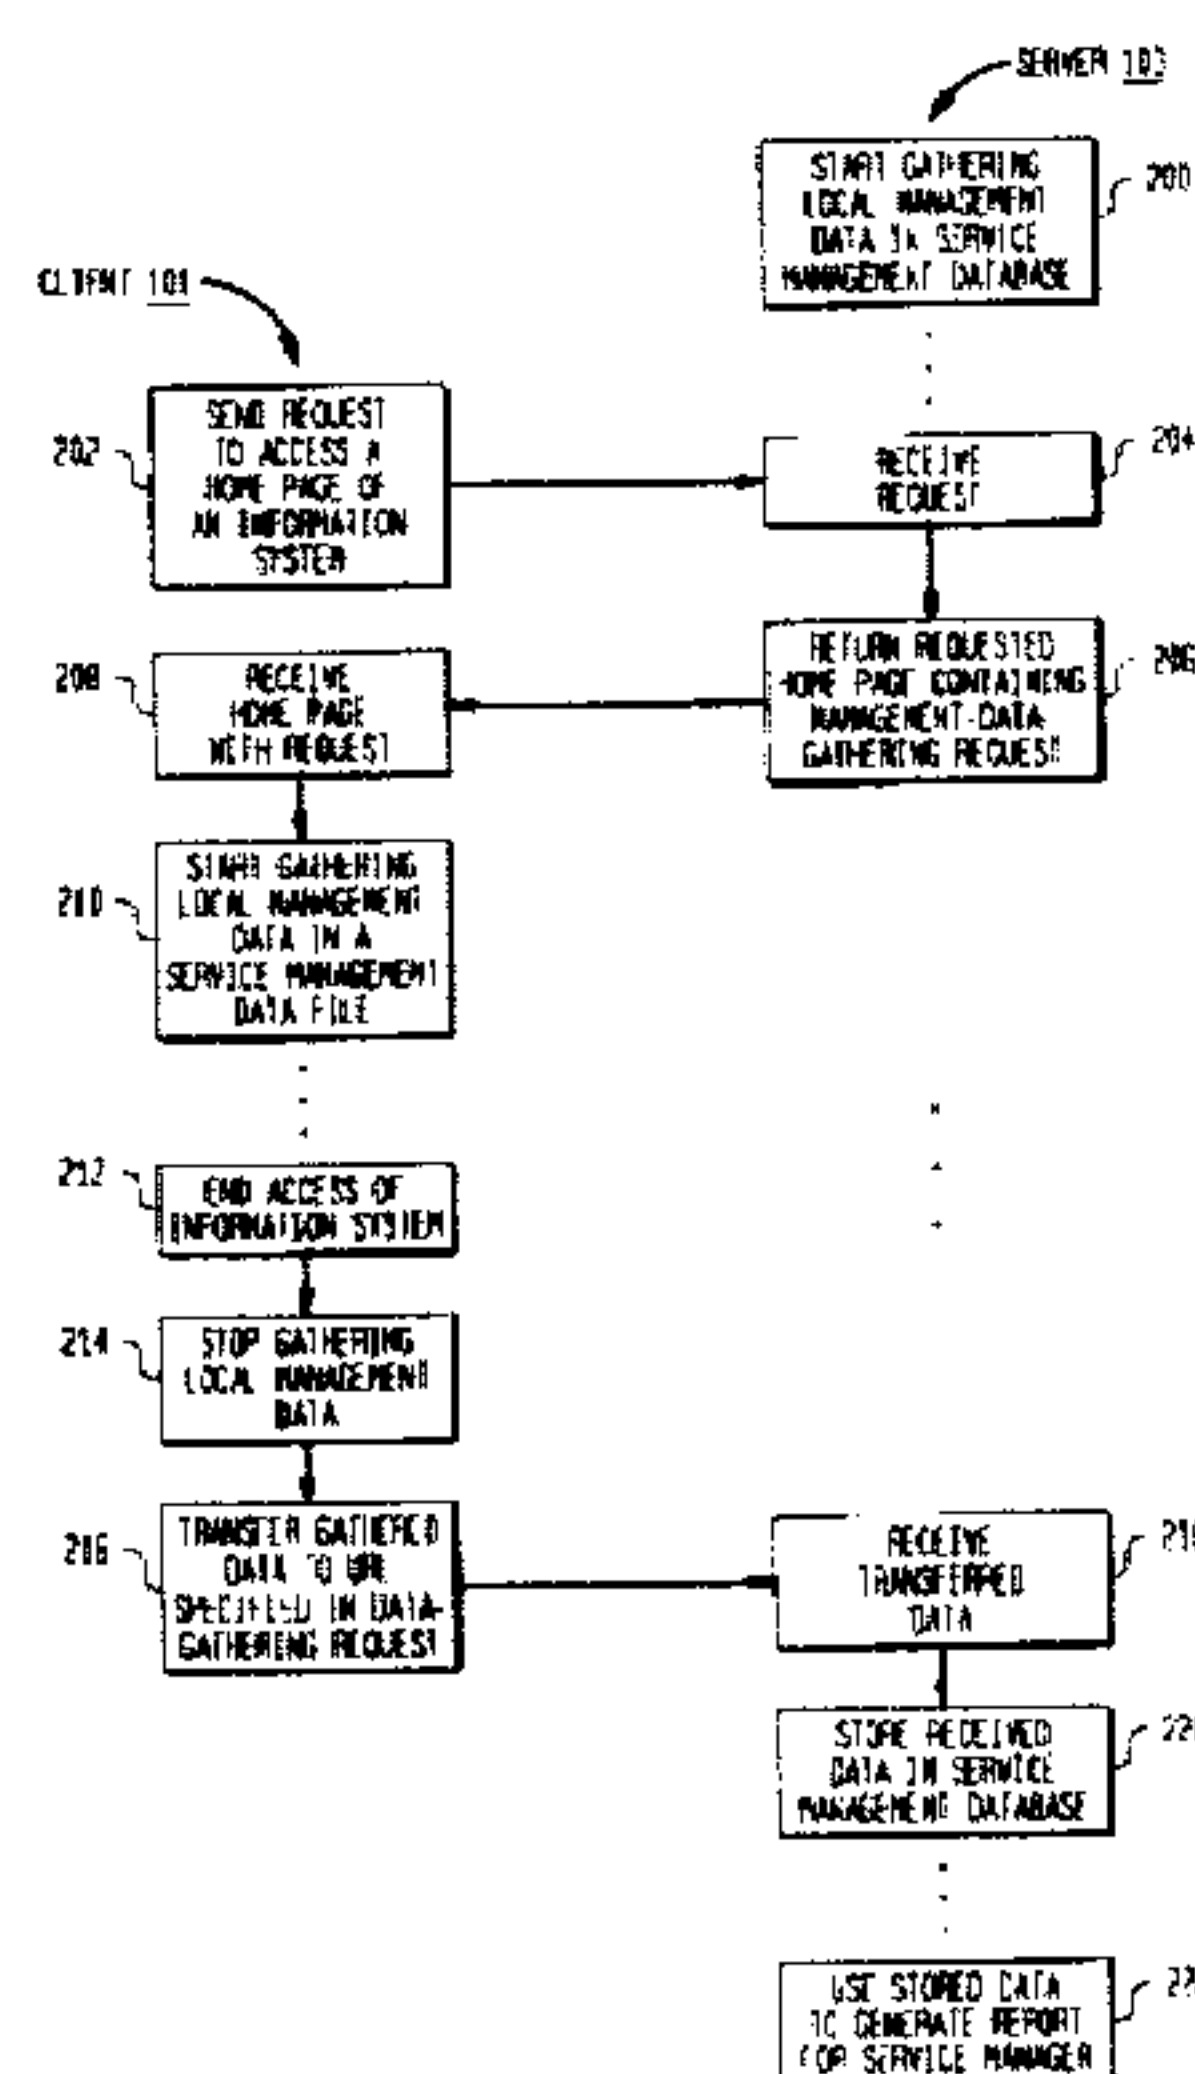 SERVER 103
START GATHERING
LOCAL MANAGEMENT
DATA IN SERVICE
MANAGEMENT DATABASE
200
CLIENT 101
SEND REQUEST
TO ACCESS A
HOME PAGE OF
AN INFORMATION
SYSTEM
202
RECEIVE
REQUEST
204
RETURN REQUESTED
HOME PAGE CONTAINING
MANAGEMENT-DATA-
GATHERING REQUEST
206
208
RECEIVE
HOME PAGE
WITH REQUEST
210
START GATHERING
LOCAL MANAGEMENT
DATA IN A
SERVICE MANAGEMENT
DATA FILE
212
END ACCESS OF
INFORMATION SYSTEM
214
STOP GATHERING
LOCAL MANAGEMENT
DATA
216
TRANSFER GATHERED
DATA TO URL
SPECIFIED IN DATA-
GATHERING REQUEST
RECEIVE
TRANSFERRED
DATA
STORE RECEIVED
DATA IN SERVICE
MANAGEMENT DATABASE
USE STORED DATA
TO GENERATE REPORT
FOR SERVICE MANAGER